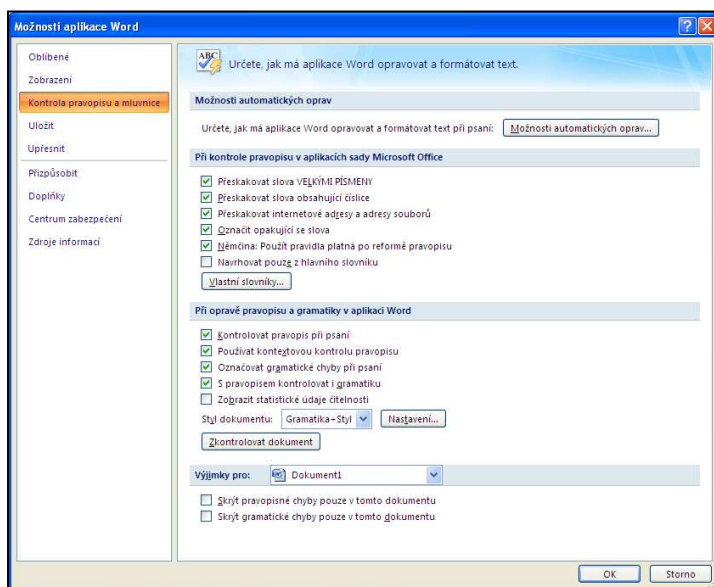 Možnosti aplikace Word
Oblíbené
Zobrazení
Kontrola pravopisu a mluvnice
Uložit
Upřesnit
Přizpůsobit
Doplňky
Centrum zabezpečení
Zdroje informací
ABC
Určete, jak má aplikace Word opravovat a formátovat text.
Možnosti automatických oprav
Určete, jak má aplikace Word opravovat a formátovat text při psaní: Možnosti automatických oprav...
Při kontrole pravopisu v aplikacích sady Microsoft Office
Přeskakovat slova VELKÝMI PÍSMENY
Přeskakovat slova obsahující číslice
Přeskakovat internetové adresy a adresy souborů
Označit opakující se slova
Němčina: Použít pravidla platná po reformě pravopisu
Navrhovat pouze z hlavního slovníku
Vlastní slovníky...
Při opravě pravopisu a gramatiky v aplikaci Word
Kontrolovat pravopis při psaní
Používat kontextovou kontrolu pravopisu
Označovat gramatické chyby při psaní
S pravopisem kontrolovat i gramatiku
Zobrazit statistické údaje čitelnosti
Styl dokumentu: Gramatika+Styl Nastavení...
Zkontrolovat dokument
Výjimky pro: Dokument1
Skrýt pravopisné chyby pouze v tomto dokumentu
Skrýt gramatické chyby pouze v tomto dokumentu
OK Storno